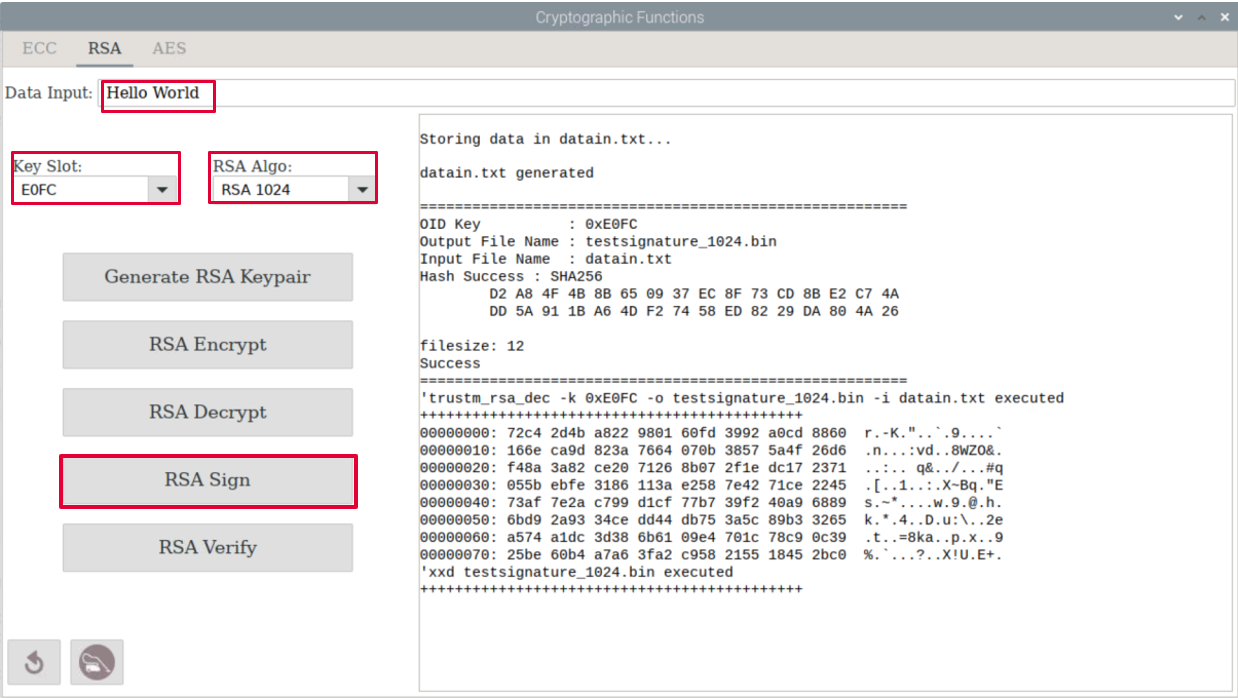 Cryptographic Functions
ECC RSA AES
Data Input: Hello World
Key Slot:
E0FC
RSA Algo:
RSA 1024
Generate RSA Keypair
RSA Encrypt
RSA Decrypt
RSA Sign
RSA Verify
Storing data in datain.txt...
datain.txt generated
========================================================
OID Key          : 0xE0FC
Output File Name : testsignature_1024.bin
Input File Name  : datain.txt
Hash Success : SHA256
        D2 A8 4F 4B 8B 65 09 37 EC 8F 73 CD 8B E2 C7 4A
        DD 5A 91 1B A6 4D F2 74 58 ED 82 29 DA 80 4A 26
filesize: 12
Success
========================================================
'trustm_rsa_dec -k 0xE0FC -o testsignature_1024.bin -i datain.txt executed
++++++++++++++++++++++++++++++++++++++++++++
00000000: 72c4 2d4b a822 9801 60fd 3992 a0cd 8860  r.-K."..`.9....`
00000010: 166e ca9d 823a 7664 070b 3857 5a4f 26d6  .n...:vd..8WZO&.
00000020: f48a 3a82 ce20 7126 8b07 2f1e dc17 2371  ..:.. q&../...#q
00000030: 055b ebfe 3186 113a e258 7e42 71ce 2245  .[..1..:.X~Bq."E
00000040: 73af 7e2a c799 d1cf 77b7 39f2 40a9 6889  s.~*....w.9.@.h.
00000050: 6bd9 2a93 34ce dd44 db75 3a5c 89b3 3265  k.*.4..D.u:\..2e
00000060: a574 a1dc 3d38 6b61 09e4 701c 78c9 0c39  .t..=8ka..p.x..9
00000070: 25be 60b4 a7a6 3fa2 c958 2155 1845 2bc0  %.`...?..X!U.E+.
'xxd testsignature_1024.bin executed
++++++++++++++++++++++++++++++++++++++++++++